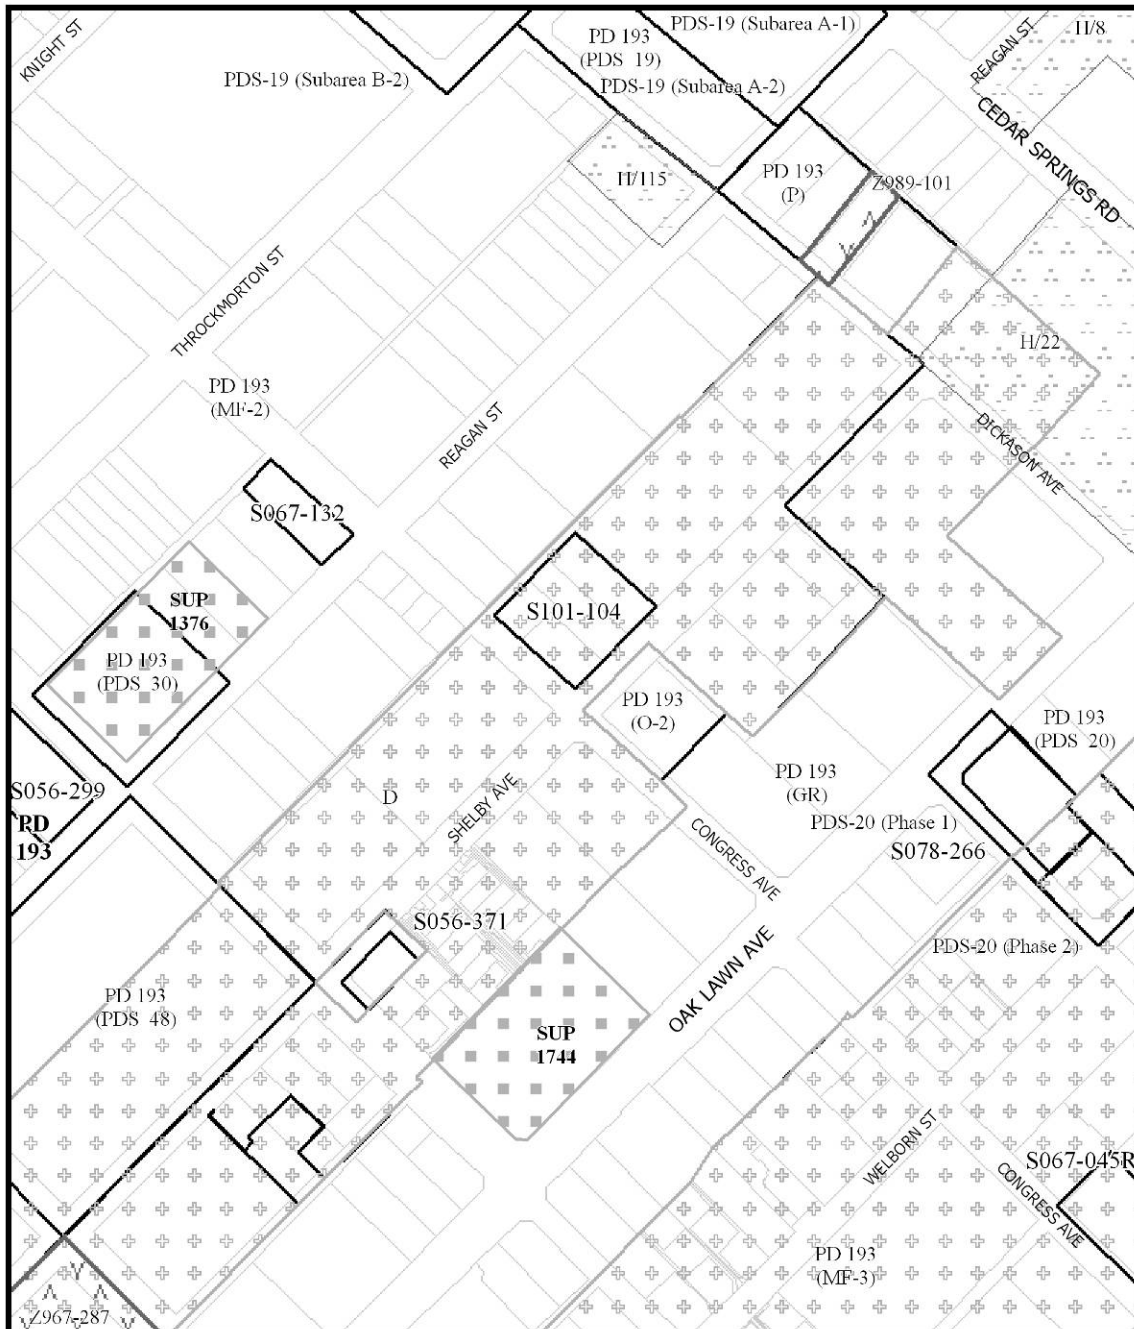 KNIGHT ST
PD 193
(PDS 19)
PDS-19 (Subarea A-1)
REAGAN ST
H/8
PDS-19 (Subarea B-2)
PDS-19 (Subarea A-2)
CEDAR SPRINGS RD
H/115
PD 193
(P)
Z989-101
THROCKMORTON ST
H/22
PD 193
(MF-2)
REAGAN ST
DICKASON AVE
S067-132
SUP
1376
S101-104
PD 193
(PDS 30)
PD 193
(O-2)
PD 193
(PDS 20)
S056-299
PD 193
(GR)
D
SHELBY AVE
PDS-20 (Phase 1)
193
S078-266
CONGRESS AVE
S056-371
PDS-20 (Phase 2)
OAK LAWN AVE
PD 193
(PDS 48)
SUP
1744
WELBORN ST
S067-045R
CONGRESS AVE
PD 193
(MF-3)
Z967-287